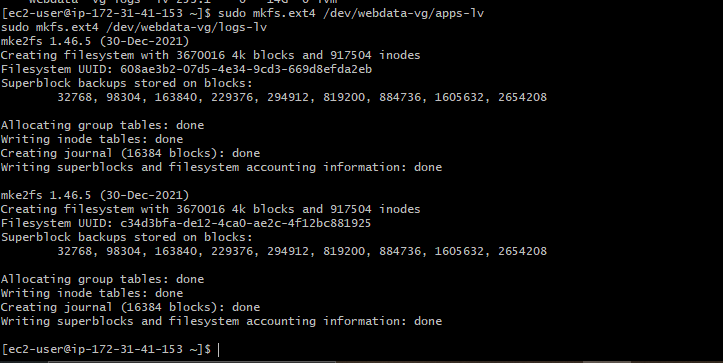 [ec2-user@ip-172-31-41-153 ~]$ sudo mkfs.ext4 /dev/webdata-vg/apps-lv
sudo mkfs.ext4 /dev/webdata-vg/logs-lv
mke2fs 1.46.5 (30-Dec-2021)
Creating filesystem with 3670016 4k blocks and 917504 inodes
Filesystem UUID: 608ae3b2-07d5-4e34-9cd3-669d8efda2eb
Superblock backups stored on blocks:
        32768, 98304, 163840, 229376, 294912, 819200, 884736, 1605632, 2654208
Allocating group tables: done
Writing inode tables: done
Creating journal (16384 blocks): done
Writing superblocks and filesystem accounting information: done
mke2fs 1.46.5 (30-Dec-2021)
Creating filesystem with 3670016 4k blocks and 917504 inodes
Filesystem UUID: c34d3bfa-de12-4ca0-ae2c-4f12bc881925
Superblock backups stored on blocks:
        32768, 98304, 163840, 229376, 294912, 819200, 884736, 1605632, 2654208
Allocating group tables: done
Writing inode tables: done
Creating journal (16384 blocks): done
Writing superblocks and filesystem accounting information: done
[ec2-user@ip-172-31-41-153 ~]$